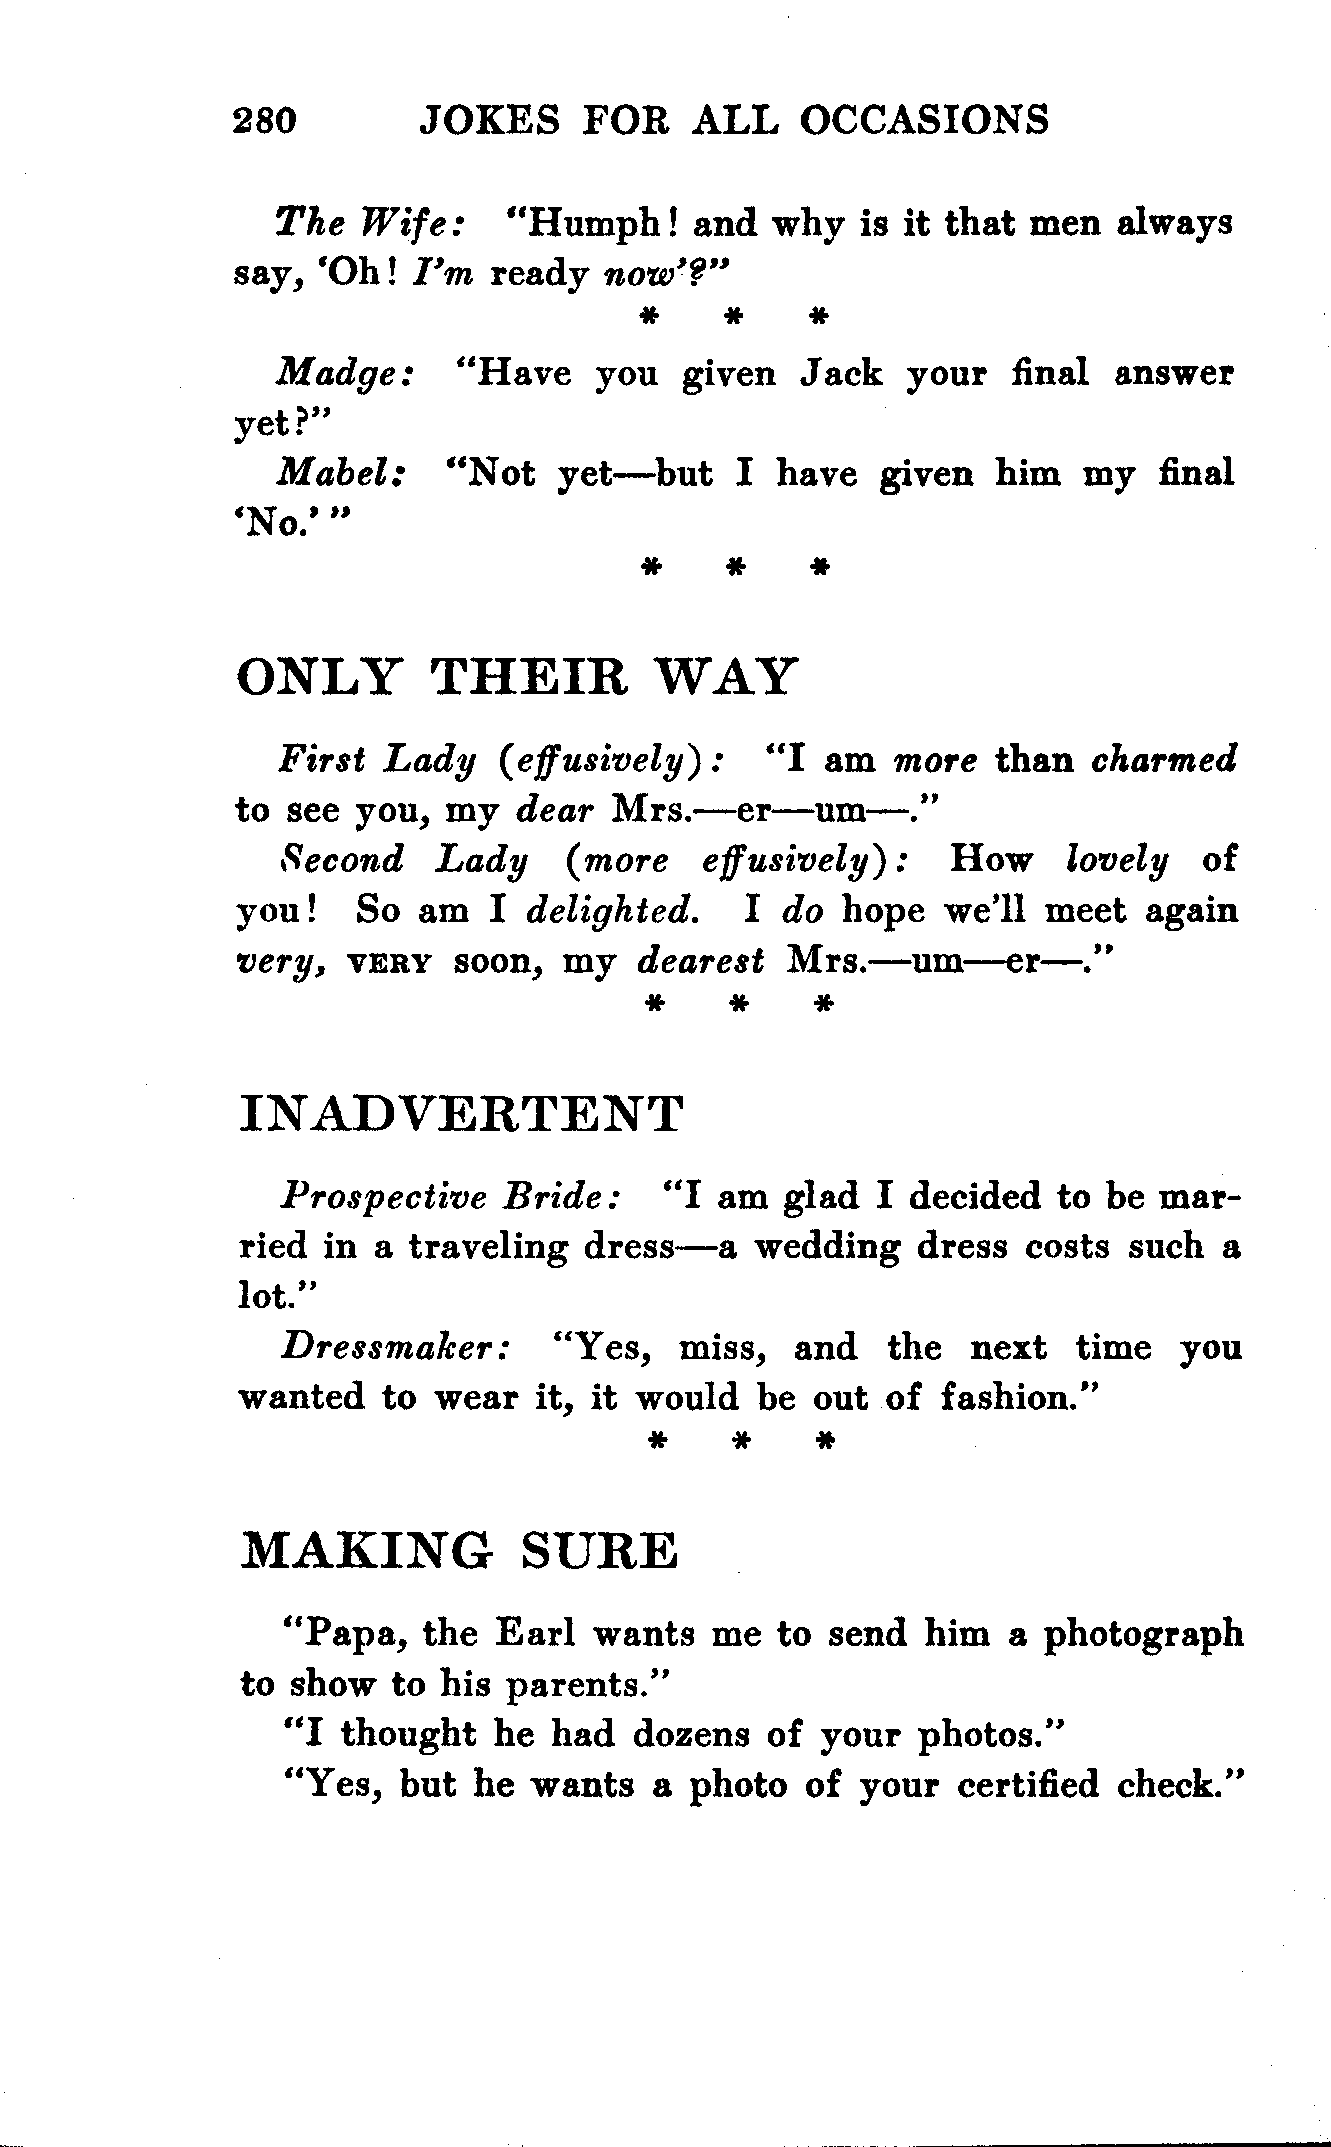 280 JOKES FOR ALL OCCASIONS
The Wife: “Humph! and why is it that men always
say, ‘Oh! I’m ready now’?”
* * *
Madge: “Have you given Jack your final answer
yet?”
Mabel: “Not yet—but I have given him my final
‘No.’ ”
* * *
ONLY THEIR WAY
First Lady (effusively): “I am more than charmed
to see you, my dear Mrs.—er—um—.”
Second Lady (more effusively): How lovely of
you! So am I delighted. I do hope we’ll meet again
very, VERY soon, my dearest Mrs.—um—er—.”
* * *
INADVERTENT
Prospective Bride: “I am glad I decided to be mar-
ried in a traveling dress—a wedding dress costs such a
lot.”
Dressmaker: “Yes, miss, and the next time you
wanted to wear it, it would be out of fashion.”
* * *
MAKING SURE
“Papa, the Earl wants me to send him a photograph
to show to his parents.”
“I thought he had dozens of your photos.”
“Yes, but he wants a photo of your certified check.”